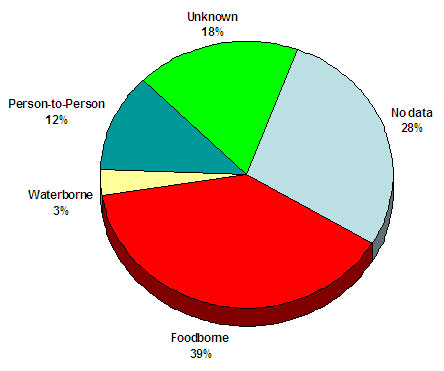 Unknown
18%
No data
28%
Person-to-Person
12%
Waterborne
3%
Foodborne
39%